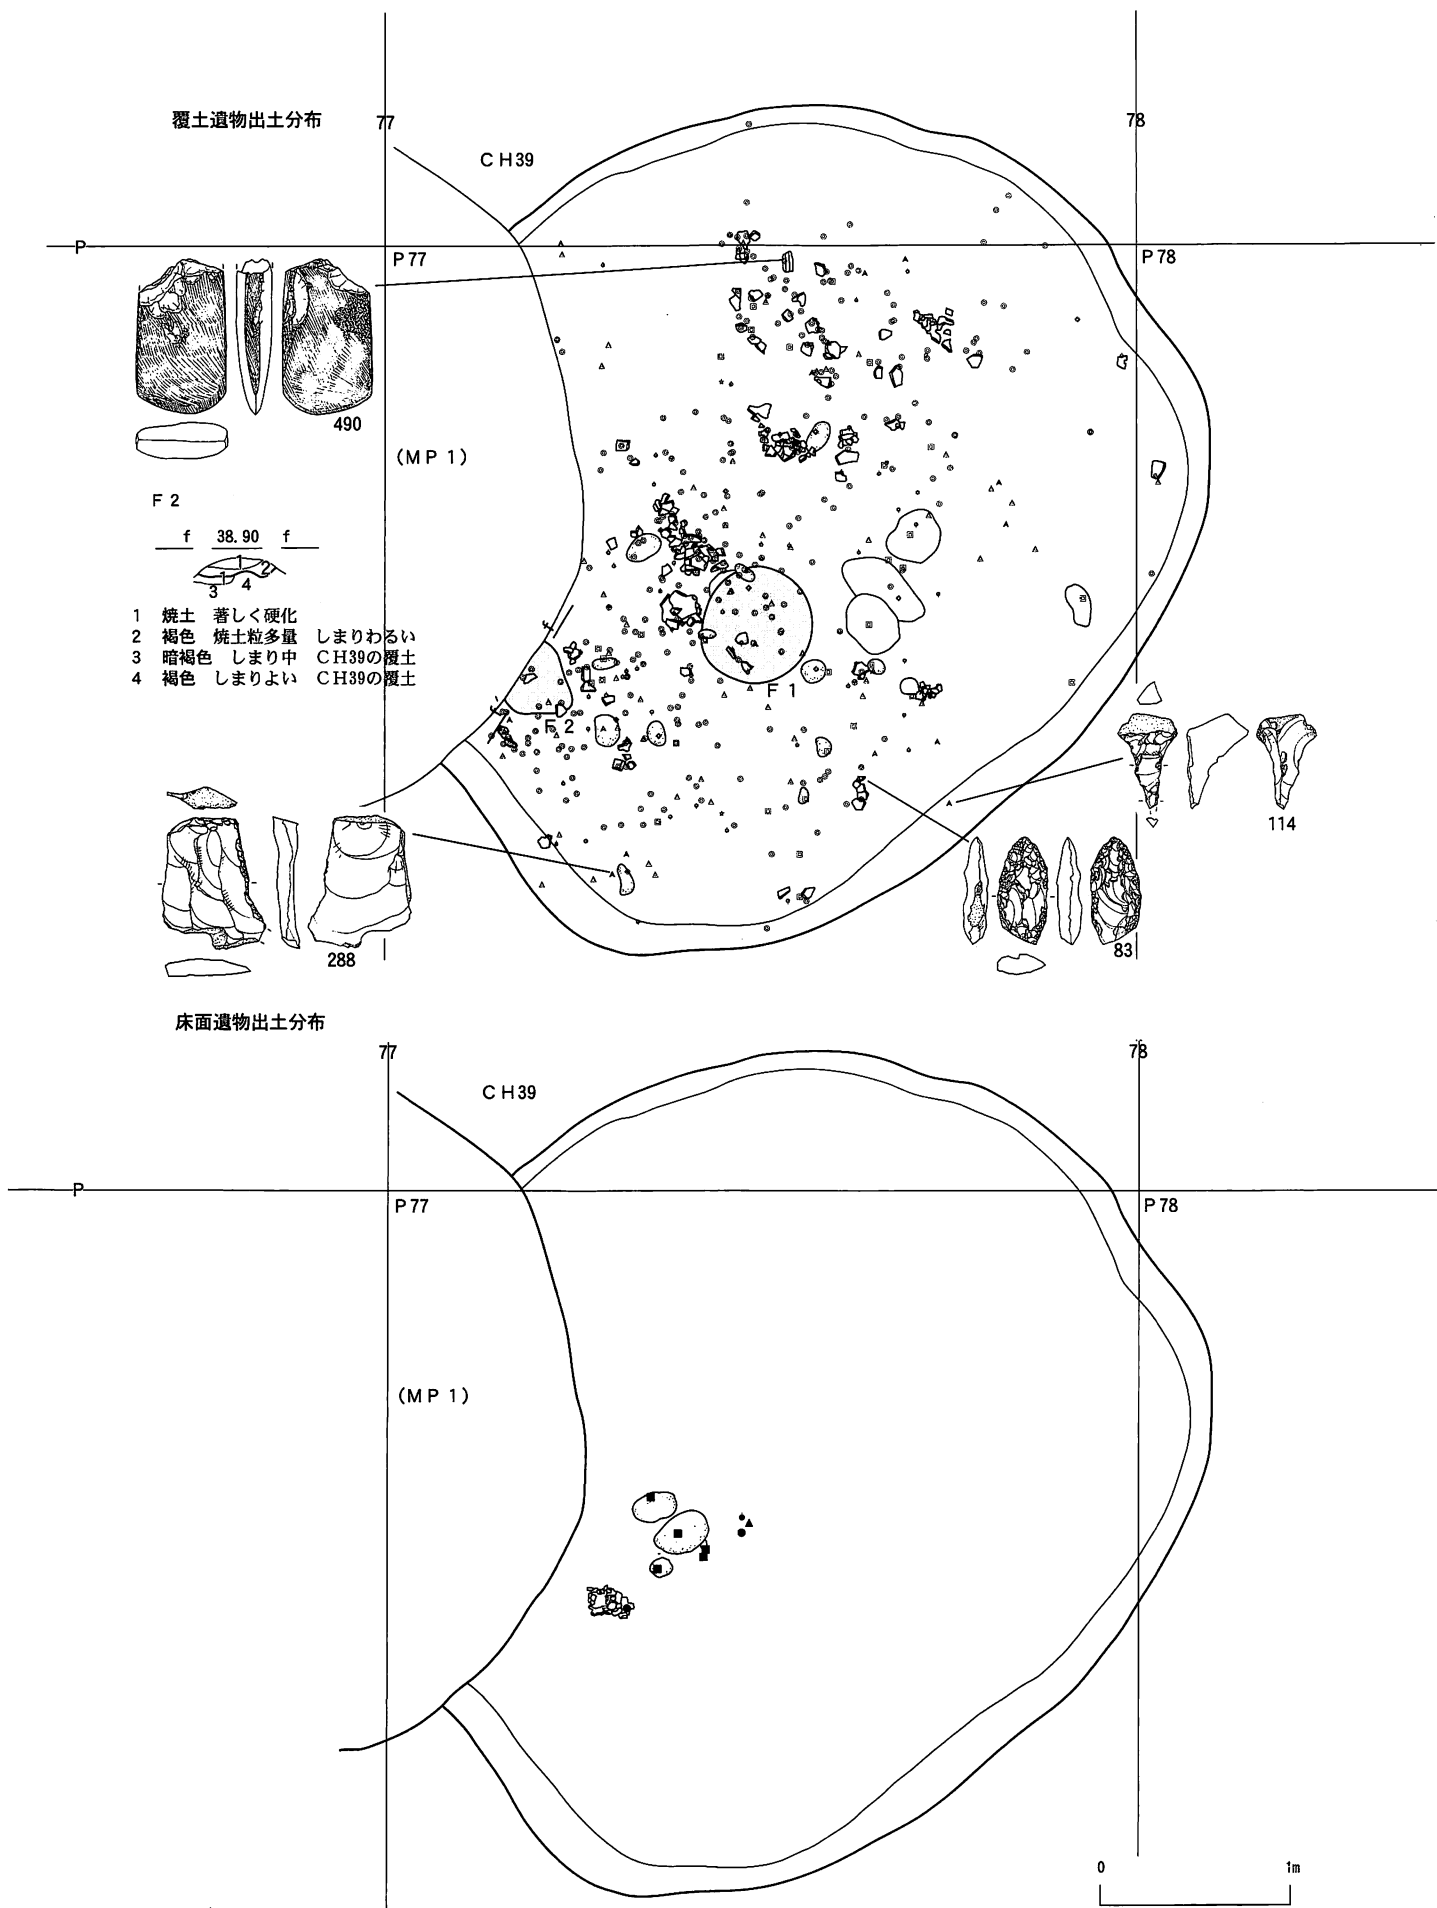 覆土遺物出土分布
77
78
CH39
P
P77
P78
490
(MP1)
F2
f 38.90 f
1
2
3 4
1 焼土 著しく硬化
2 褐色 焼土粒多量 しまりわるい
3 暗褐色 しまり中 CH39の覆土
4 褐色 しまりよい CH39の覆土
f
F1
F2
114
288
83
床面遺物出土分布
77
78
CH39
P
P77
P78
(MP1)
0 1m